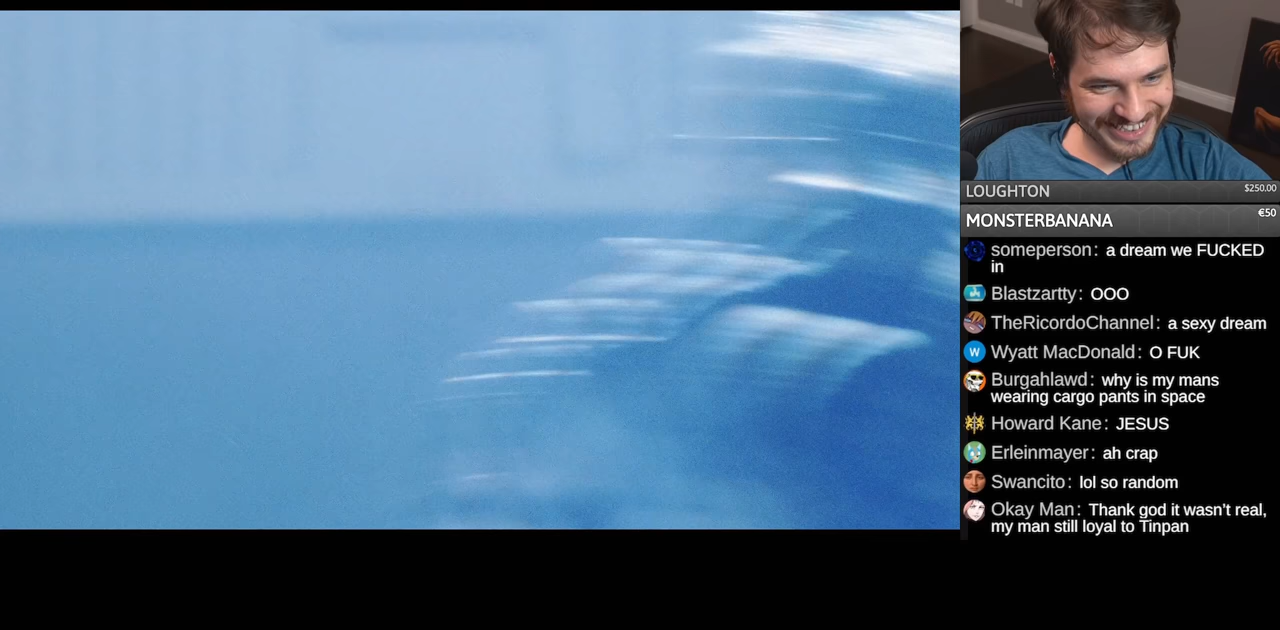 LOUGHTON $250.00
MONSTERBANANA €50
someperson: a dream we FUCKED
in
Blastzartty: OOO
TheRicordoChannel: a sexy dream
W Wyatt MacDonald: O FUK
Burgahlawd: why is my mans
wearing cargo pants in space
Howard Kane: JESUS
Erleinmayer: ah crap
Swancito: lol so random
Okay Man: Thank god it wasn't real,
my man still loyal to Tinpan